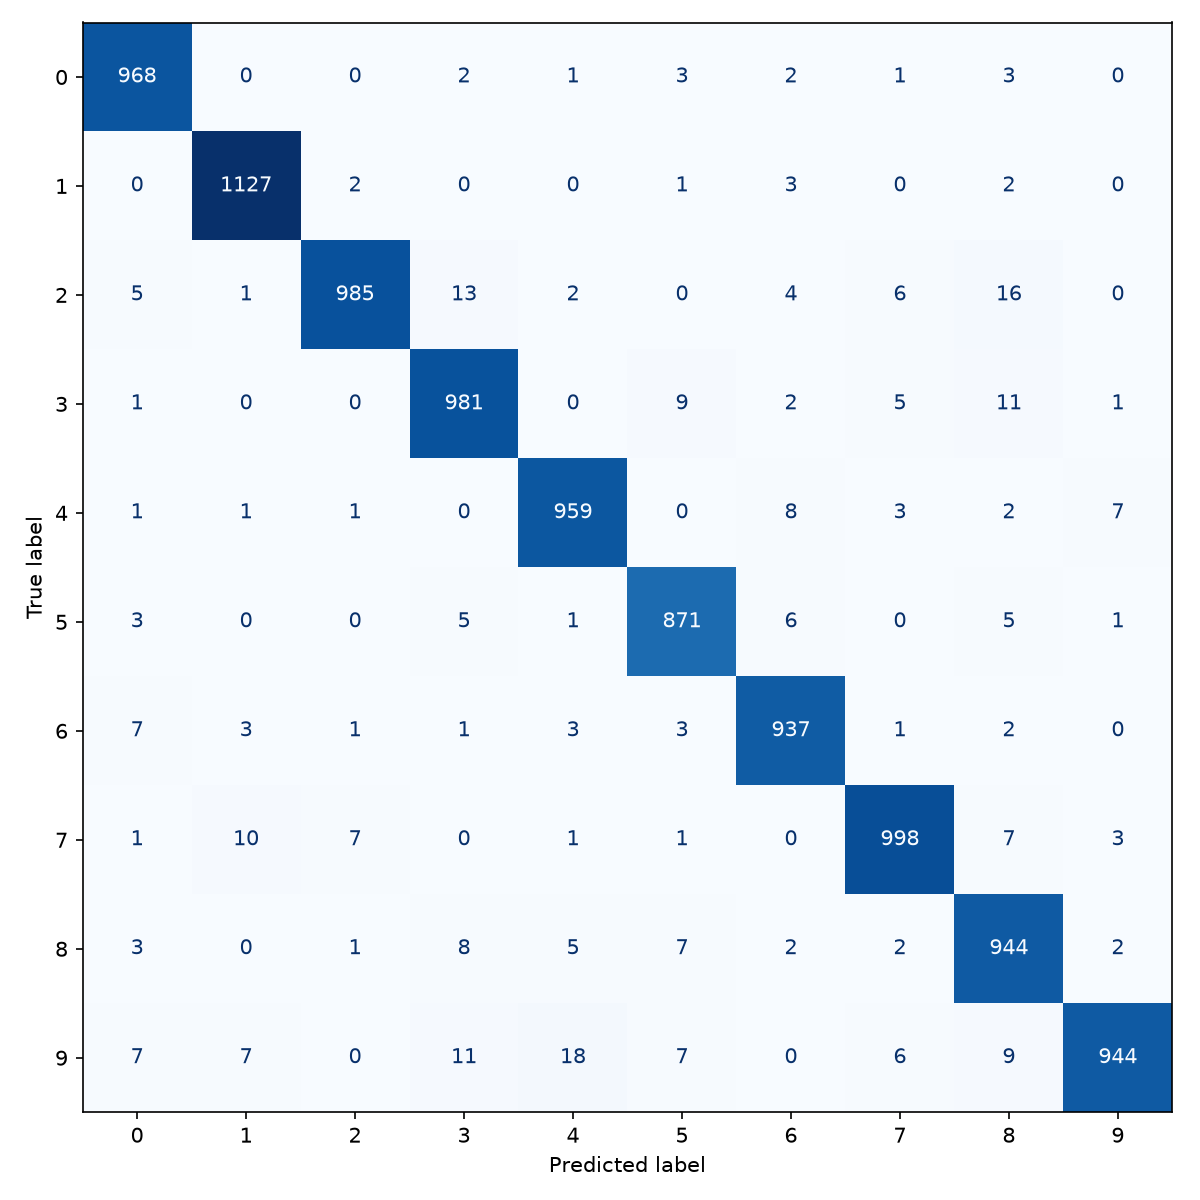 0 968 0 0 2 1 3 2 1 3 0
1 0 1127 2 0 0 1 3 0 2 0
2 5 1 985 13 2 0 4 6 16 0
3 1 0 0 981 0 9 2 5 11 1
4 1 1 1 0 959 0 8 3 2 7
True label
5 3 0 0 5 1 871 6 0 5 1
6 7 3 1 1 3 3 937 1 2 0
7 1 10 7 0 1 1 0 998 7 3
8 3 0 1 8 5 7 2 2 944 2
9 7 7 0 11 18 7 0 6 9 944
0 1 2 3 4 5 6 7 8 9
Predicted label